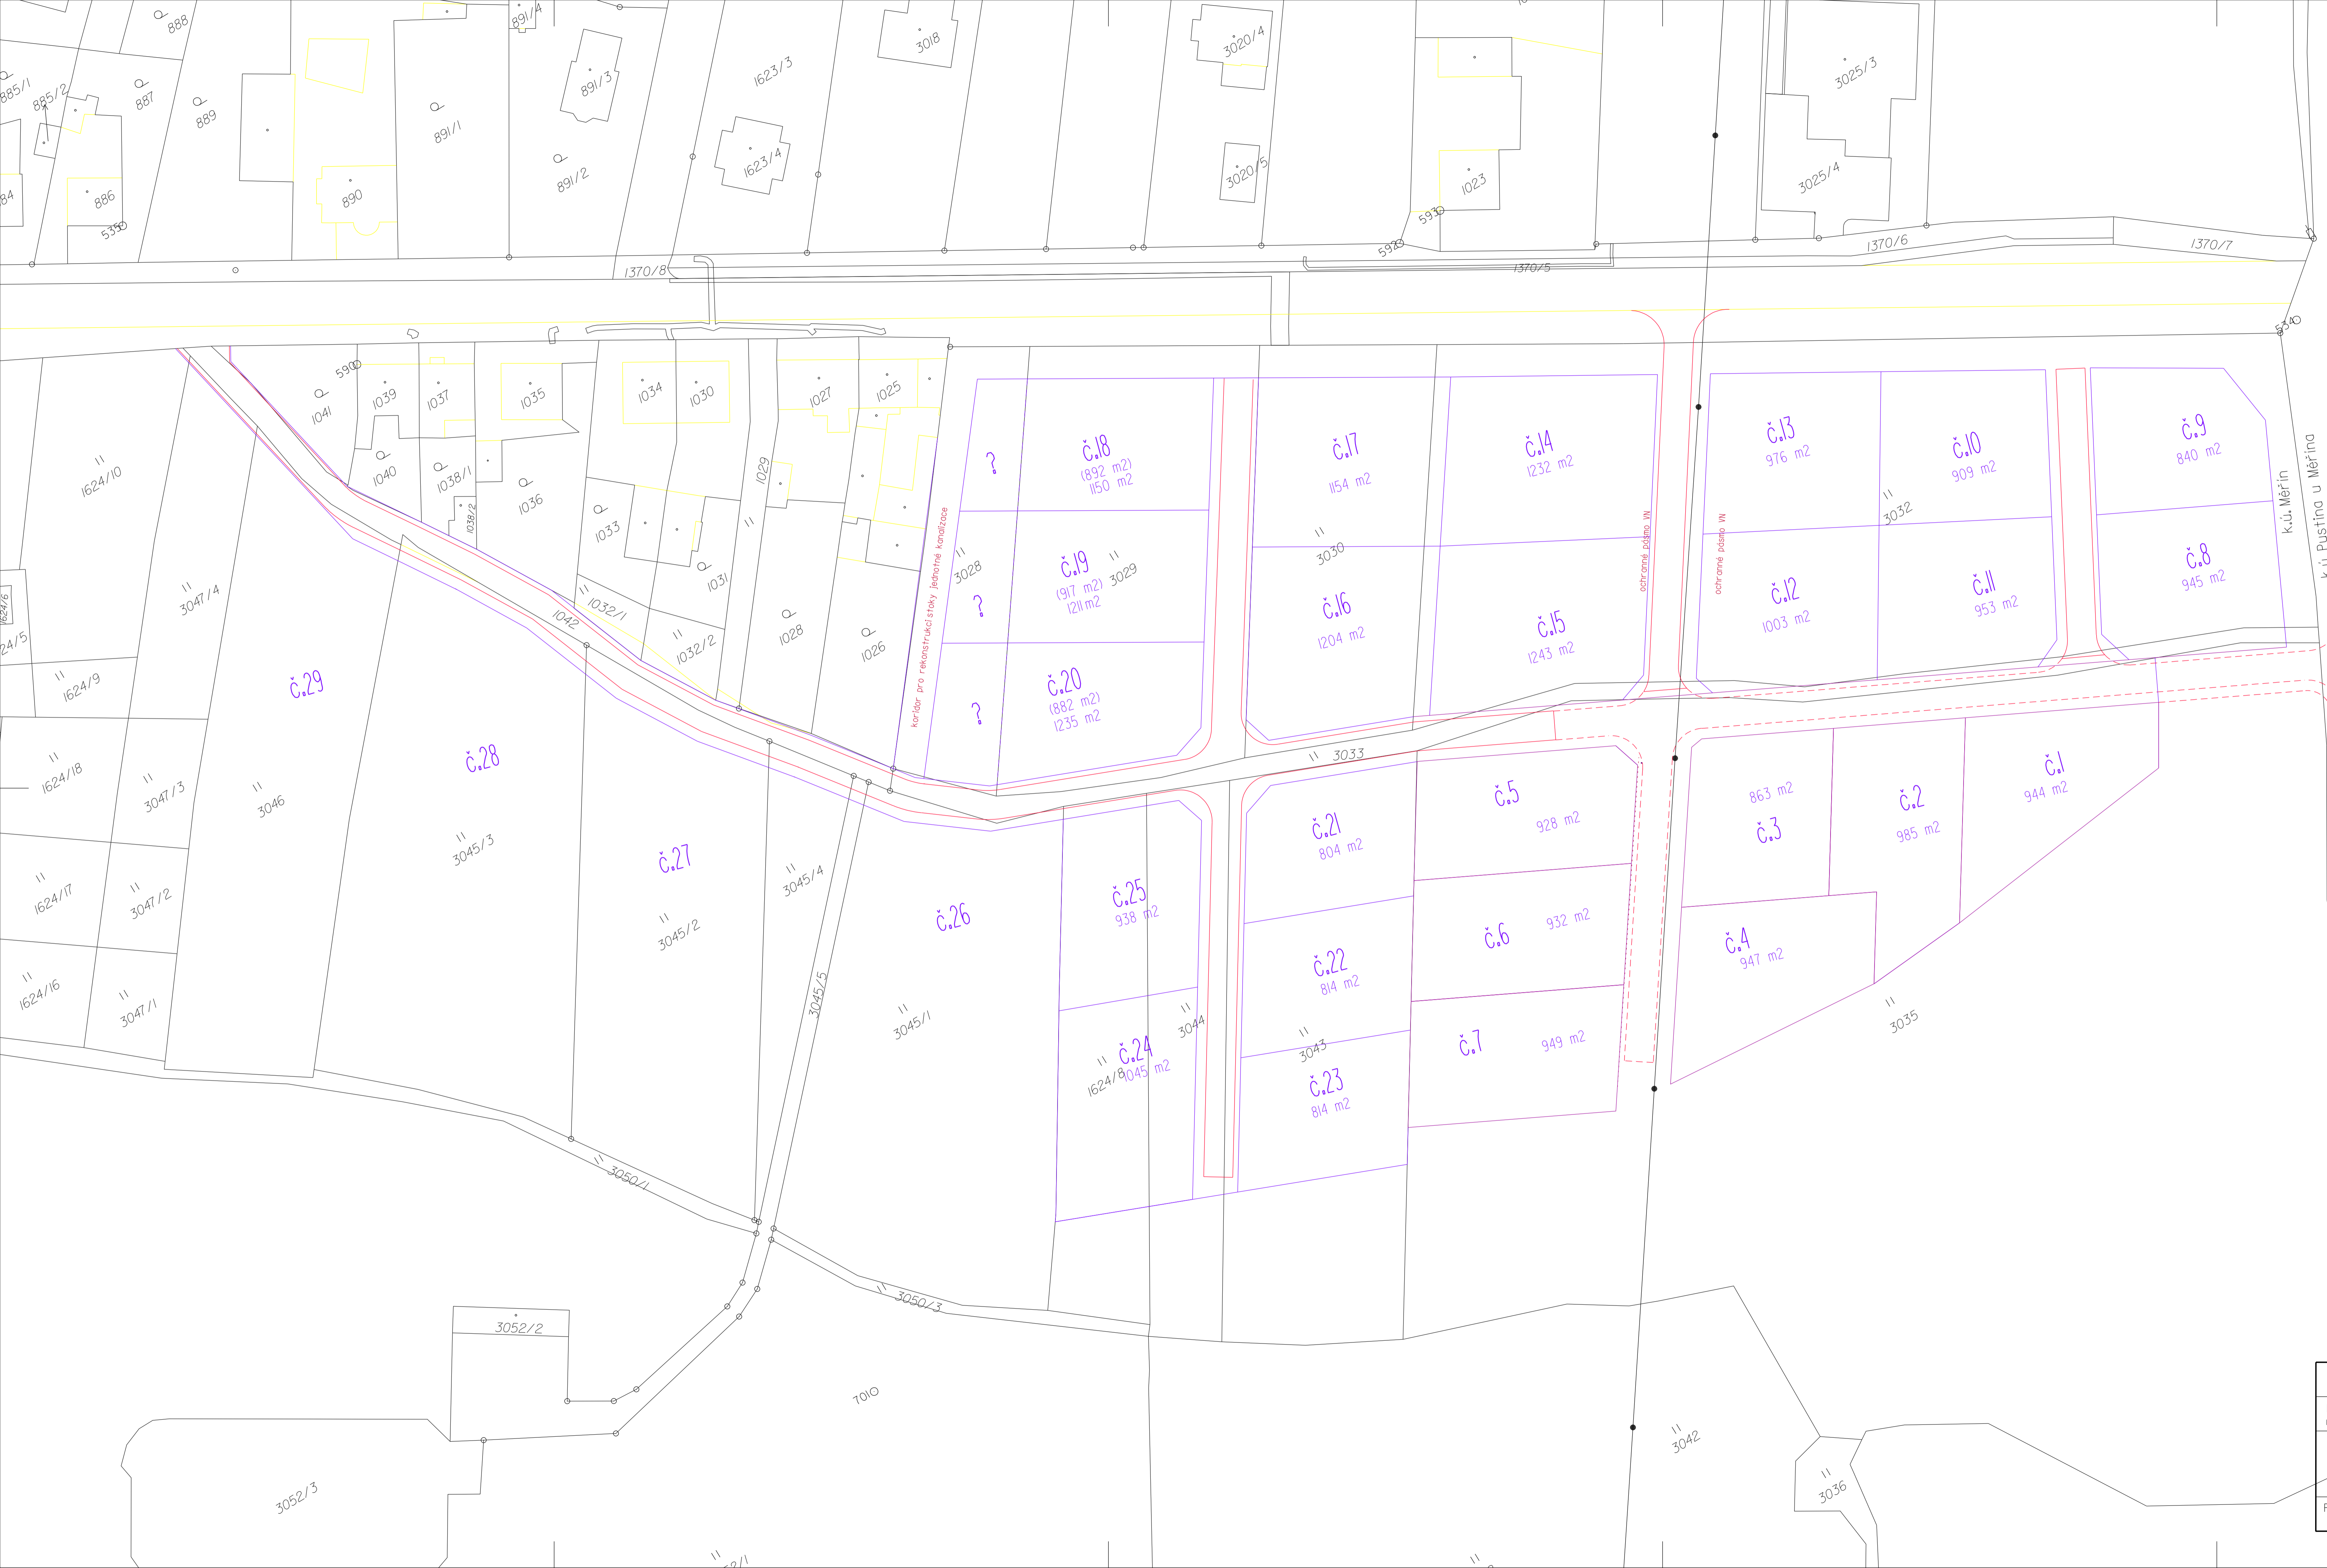 888
891/4
885/1
885/2
887
889
891/1
891/3
891/2
1623/3
1623/4
3018
3020/4
3020/5
1023
3025/3
3025/4
84
886
535
890
593
592
1370/8
1370/5
1370/6
1370/7
534
590
1041
1039
1037
1035
1034
1030
1027
1025
1040
1038/1
1038/2
1036
1033
1029
1031
1028
1026
1032/1
1032/2
1042
1624/10
3047/4
1624/6
24/5
1624/9
1624/18
3047/3
3046
1624/17
3047/2
1624/16
3047/1
koridor pro rekonstrukci stoky jednotné kanalizace
?
?
?
3028
č.18
(892 m2)
1150 m2
č.19
(917 m2)
1211 m2
3029
č.20
(882 m2)
1235 m2
č.17
1154 m2
3030
č.16
1204 m2
č.14
1232 m2
č.15
1243 m2
ochranné pásmo VN
ochranné pásmo VN
č.13
976 m2
č.10
909 m2
3032
č.12
1003 m2
č.11
953 m2
č.9
840 m2
č.8
945 m2
k.ú. Měřín
k.ú. Pustina u Měřína
3033
č.29
č.28
3045/3
č.27
3045/2
3045/4
3045/5
č.26
3045/1
č.25
938 m2
č.24
1045 m2
1624/8
3044
č.21
804 m2
č.22
814 m2
3043
č.23
814 m2
č.5
928 m2
č.6
932 m2
č.7
949 m2
863 m2
č.3
č.2
985 m2
č.1
944 m2
č.4
947 m2
3035
3050/1
3050/3
3052/2
3052/3
701
3042
3036
2/1